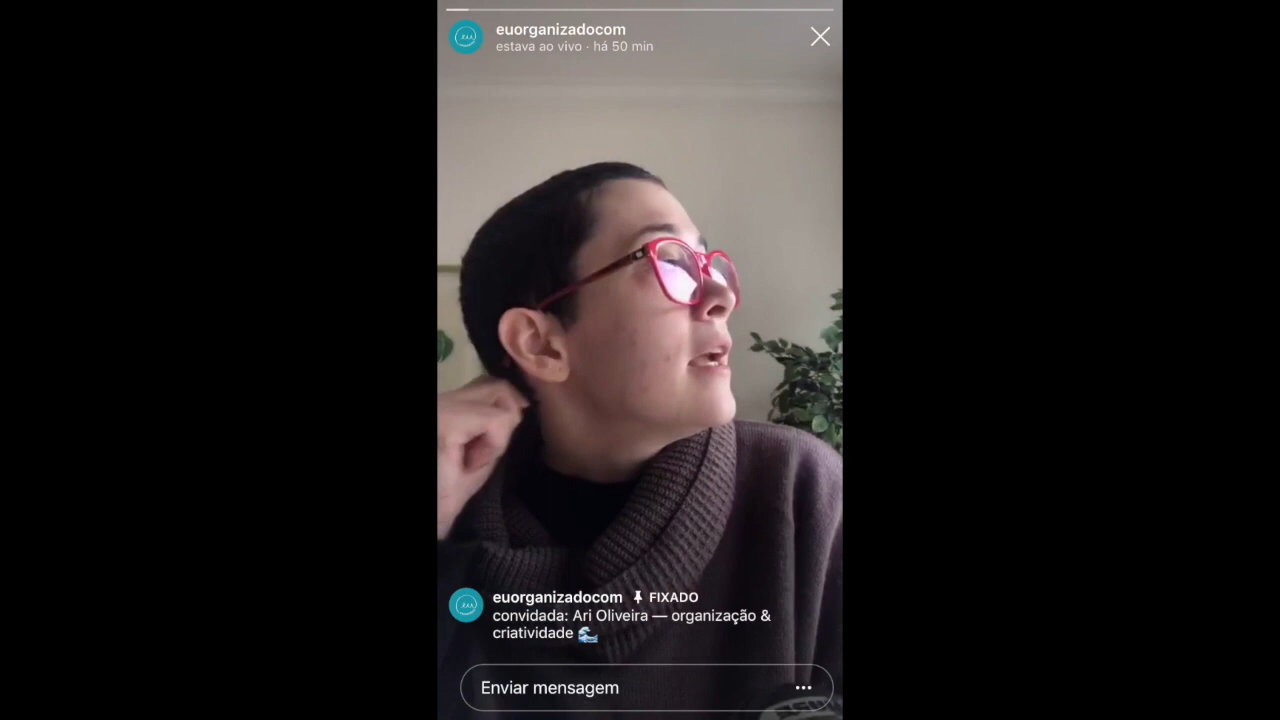 euorganizadocom
estava ao vivo · há 50 min
euorganizadocom FIXADO
convidada: Ari Oliveira — organização &
criatividade 🌊
Enviar mensagem